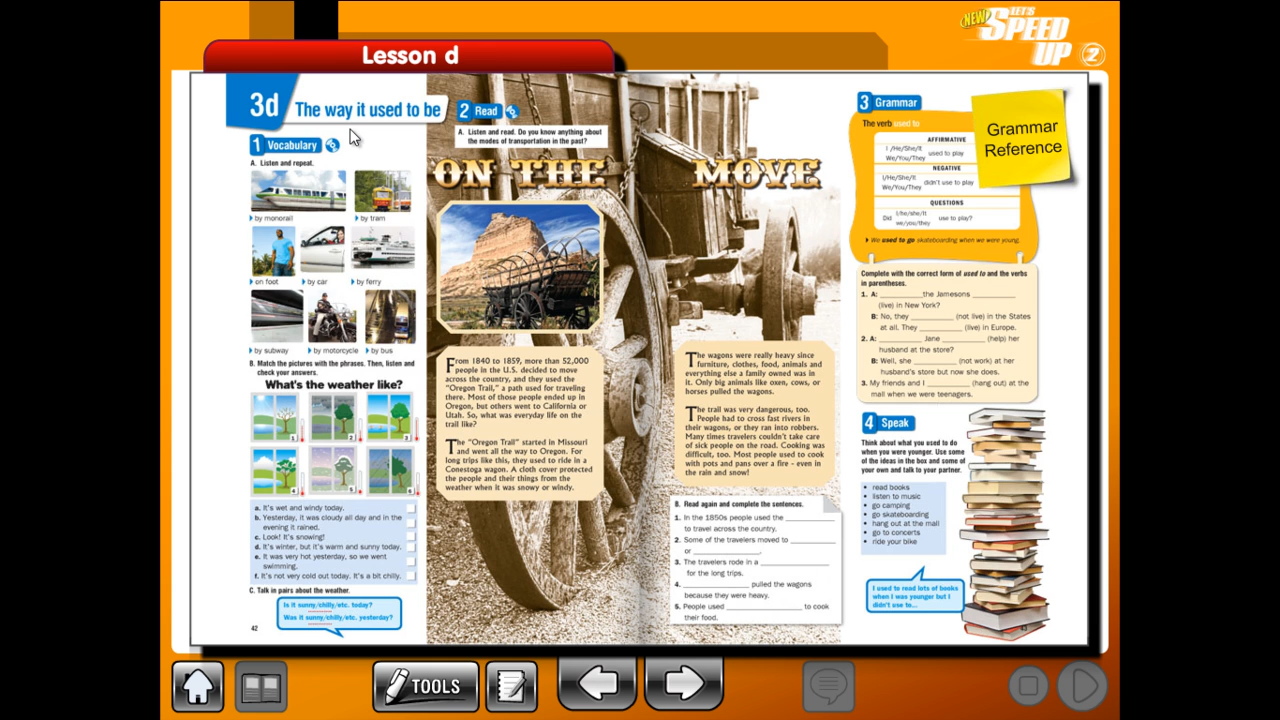 NEW
LET'S
SPEED
UP 2
Lesson d
3d The way it used to be
1 Vocabulary
A. Listen and repeat.
by monorail
by tram
on foot
by car
by ferry
by subway
by motorcycle
by bus
B. Match the pictures with the phrases. Then, listen and
check your answers.
What's the weather like?
1
2
3
4
5
6
a. It's wet and windy today.
b. Yesterday, it was cloudy all day and in the
evening it rained.
c. Look! It's snowing!
d. It's winter, but it's warm and sunny today.
e. It was very hot yesterday, so we went
swimming.
f. It's not very cold out today. It's a bit chilly.
C. Talk in pairs about the weather.
Is it sunny/chilly/etc. today?
Was it sunny/chilly/etc. yesterday?
42
2 Read
A. Listen and read. Do you know anything about
the modes of transportation in the past?
ON THE MOVE
From 1840 to 1859, more than 52,000
people in the U.S. decided to move
across the country, and they used the
"Oregon Trail," a path used for traveling
there. Most of those people ended up in
Oregon, but others went to California or
Utah. So, what was everyday life on the
trail like?
The "Oregon Trail" started in Missouri
and went all the way to Oregon. For
long trips like this, they used to ride in a
Conestoga wagon. A cloth cover protected
the people and their things from the
weather when it was snowy or windy.
The wagons were really heavy since
furniture, clothes, food, animals and
everything else a family owned was in
it. Only big animals like oxen, cows, or
horses pulled the wagons.
The trail was very dangerous, too.
People had to cross fast rivers in
their wagons, or they ran into robbers.
Many times travelers couldn't take care
of sick people on the road. Cooking was
difficult, too. Most people used to cook
with pots and pans over a fire - even in
the rain and snow!
B. Read again and complete the sentences.
1. In the 1850s people used the ____________
to travel across the country.
2. Some of the travelers moved to ___________
or ________________.
3. The travelers rode in a ________________
for the long trips.
4. ________________ pulled the wagons
because they were heavy.
5. People used __________________ to cook
their food.
3 Grammar
The verb used to
AFFIRMATIVE
I /He/She/It
We/You/They
used to play
NEGATIVE
I/He/She/It
We/You/They
didn't use to play
QUESTIONS
Did
I/he/she/it
we/you/they
use to play?
We used to go skateboarding when we were young.
Grammar
Reference
Complete with the correct form of used to and the verbs
in parentheses.
1. A: __________ the Jamesons __________
(live) in New York?
B: No, they __________ (not live) in the States
at all. They __________ (live) in Europe.
2. A: __________ Jane __________ (help) her
husband at the store?
B: Well, she __________ (not work) at her
husband's store but now she does.
3. My friends and I __________ (hang out) at the
mall when we were teenagers.
4 Speak
Think about what you used to do
when you were younger. Use some
of the ideas in the box and some of
your own and talk to your partner.
• read books
• listen to music
• go camping
• go skateboarding
• hang out at the mall
• go to concerts
• ride your bike
I used to read lots of books
when I was younger but I
didn't use to...
TOOLS